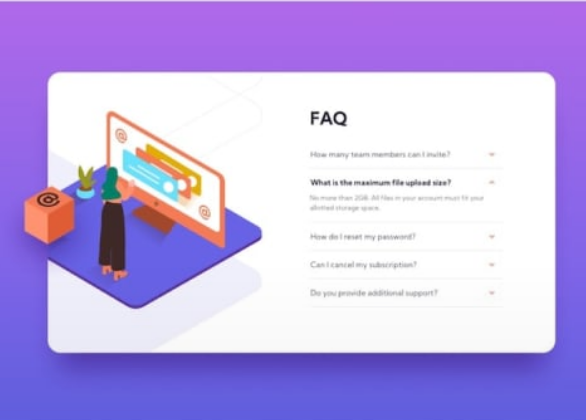 FAQ
How many team members can I invite?
What is the maximum file upload size?
No more than 2GB. All files in your account must fit your
allotted storage space.
How do I reset my password?
Can I cancel my subscription?
Do you provide additional support?
@
@
@